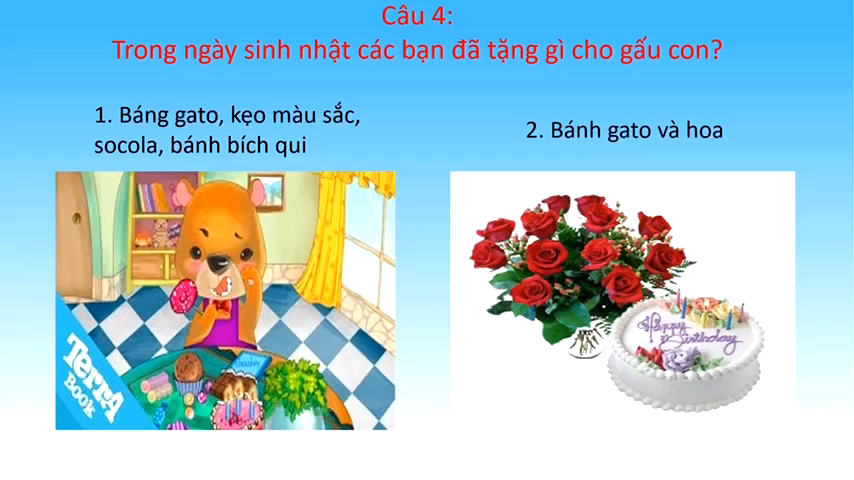 Câu 4:
Trong ngày sinh nhật các bạn đã tặng gì cho gấu con?
1. Báng gato, kẹo màu sắc,
socola, bánh bích qui
2. Bánh gato và hoa
TERRA
BOOK
Happy
Birthday